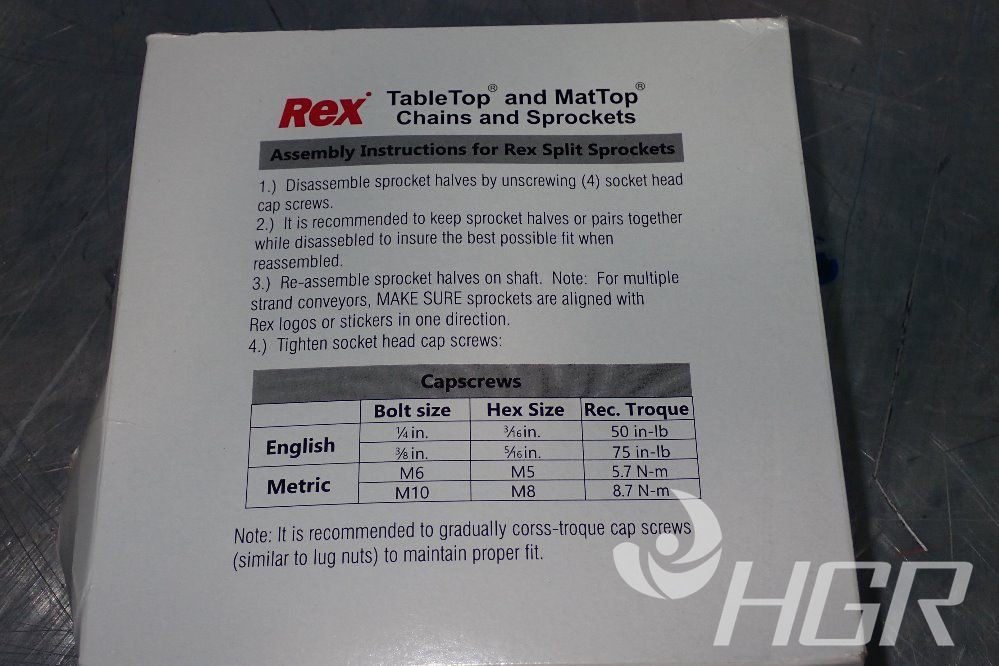 Rex TableTop® and MatTop®
Chains and Sprockets
Assembly Instructions for Rex Split Sprockets
1.) Disassemble sprocket halves by unscrewing (4) socket head
cap screws.
2.) It is recommended to keep sprocket halves or pairs together
while disassebled to insure the best possible fit when
reassembled.
3.) Re-assemble sprocket halves on shaft. Note: For multiple
strand conveyors, MAKE SURE sprockets are aligned with
Rex logos or stickers in one direction.
4.) Tighten socket head cap screws:
Capscrews
Bolt size Hex Size Rec. Troque
English ¼ in. 3⁄16 in. 50 in-lb
⅜ in. 5⁄16 in. 75 in-lb
Metric M6 M5 5.7 N-m
M10 M8 8.7 N-m
Note: It is recommended to gradually corss-troque cap screws
(similar to lug nuts) to maintain proper fit.
HGR